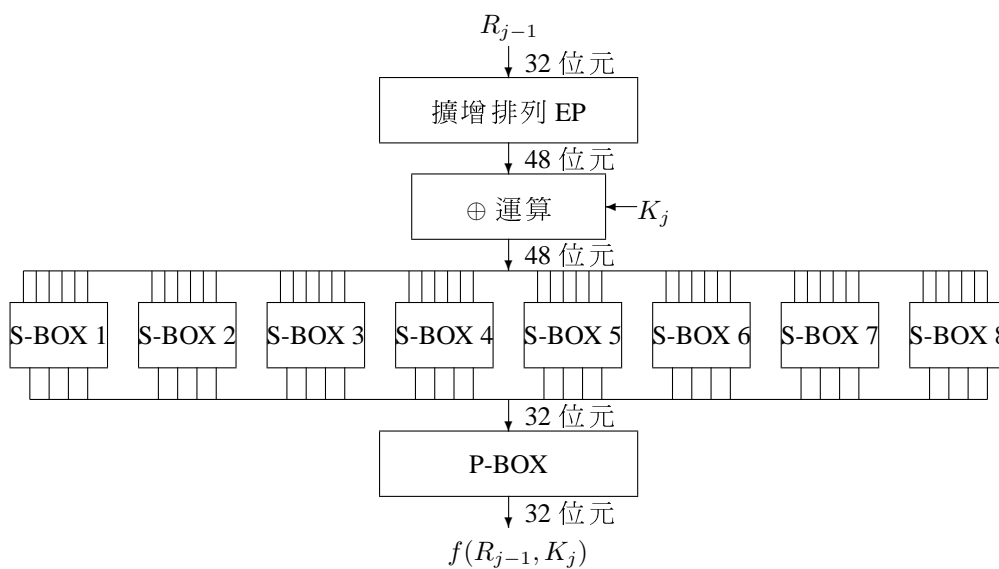 R_{j−1}
32 位元
擴增排列 EP
48 位元
⊕ 運算
K_j
48 位元
S-BOX 1 S-BOX 2 S-BOX 3 S-BOX 4 S-BOX 5 S-BOX 6 S-BOX 7 S-BOX 8
32 位元
P-BOX
32 位元
f(R_{j−1}, K_j)